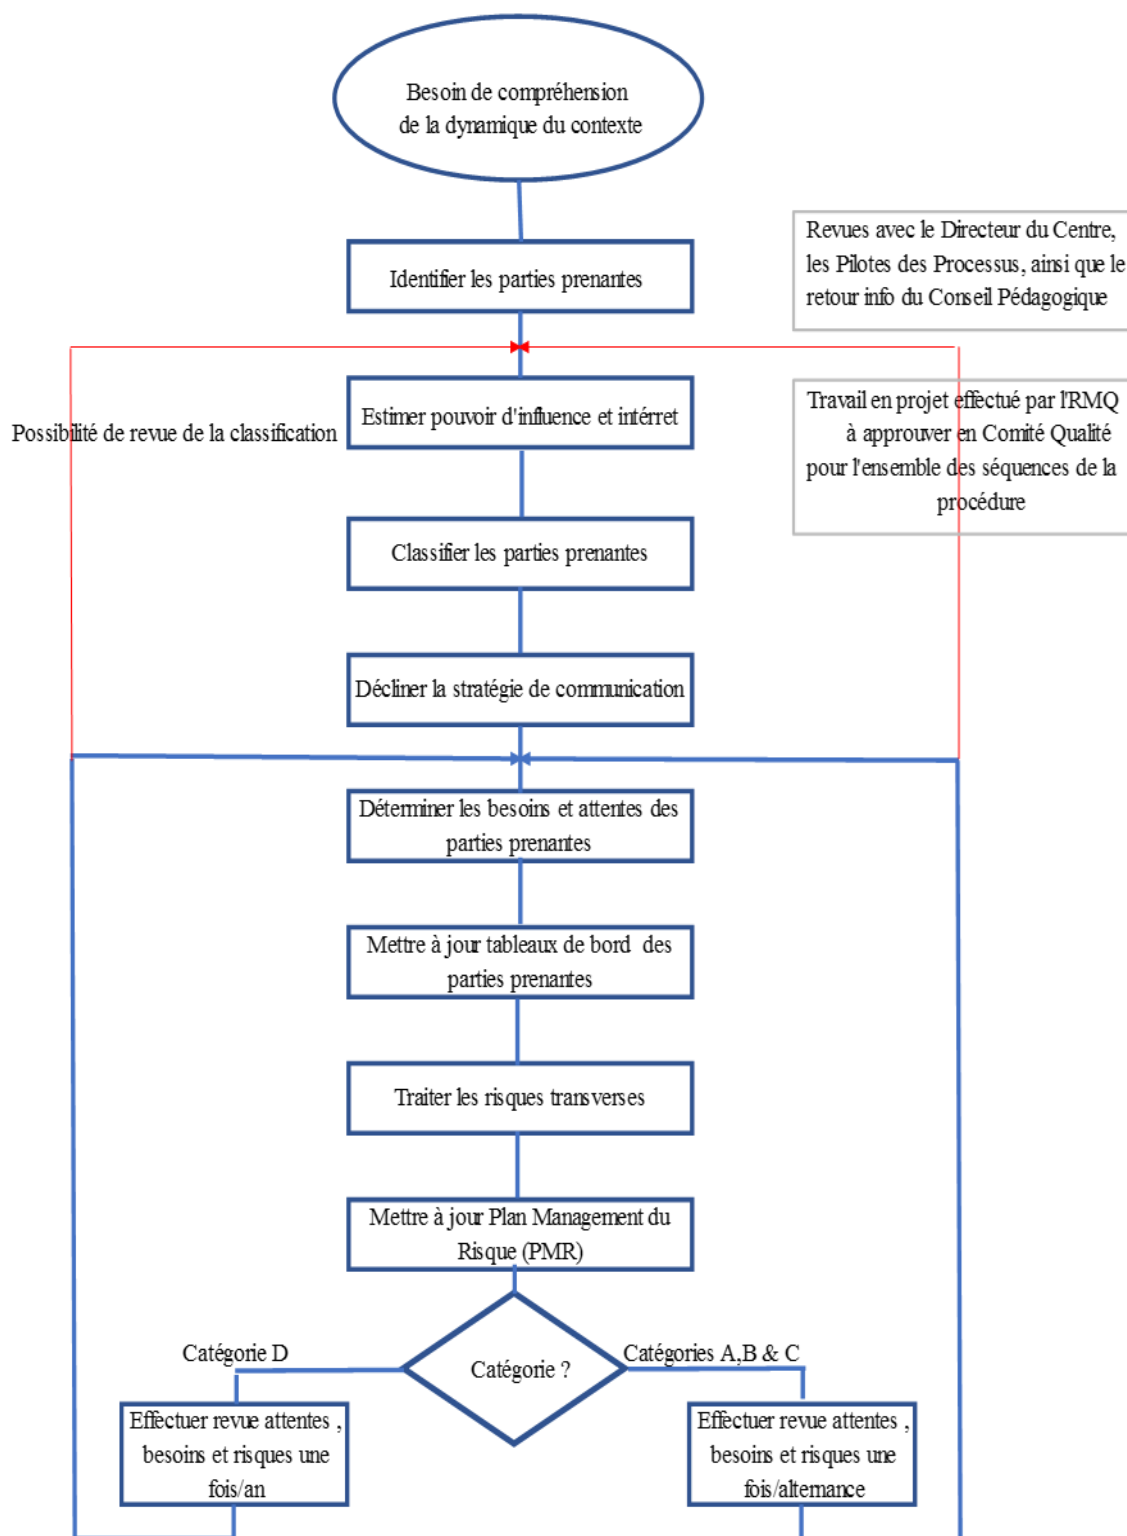 Besoin de compréhension
de la dynamique du contexte
Identifier les parties prenantes
Revues avec le Directeur du Centre,
les Pilotes des Processus, ainsi que le
retour info du Conseil Pédagogique
Estimer pouvoir d'influence et intérret
Possibilité de revue de la classification
Travail en projet effectué par l'RMQ
à approuver en Comité Qualité
pour l'ensemble des séquences de la
procédure
Classifier les parties prenantes
Décliner la stratégie de communication
Déterminer les besoins et attentes des
parties prenantes
Mettre à jour tableaux de bord des
parties prenantes
Traiter les risques transverses
Mettre à jour Plan Management du
Risque (PMR)
Catégorie ?
Catégorie D
Catégories A,B & C
Effectuer revue attentes ,
besoins et risques une
fois/an
Effectuer revue attentes ,
besoins et risques une
fois/alternance